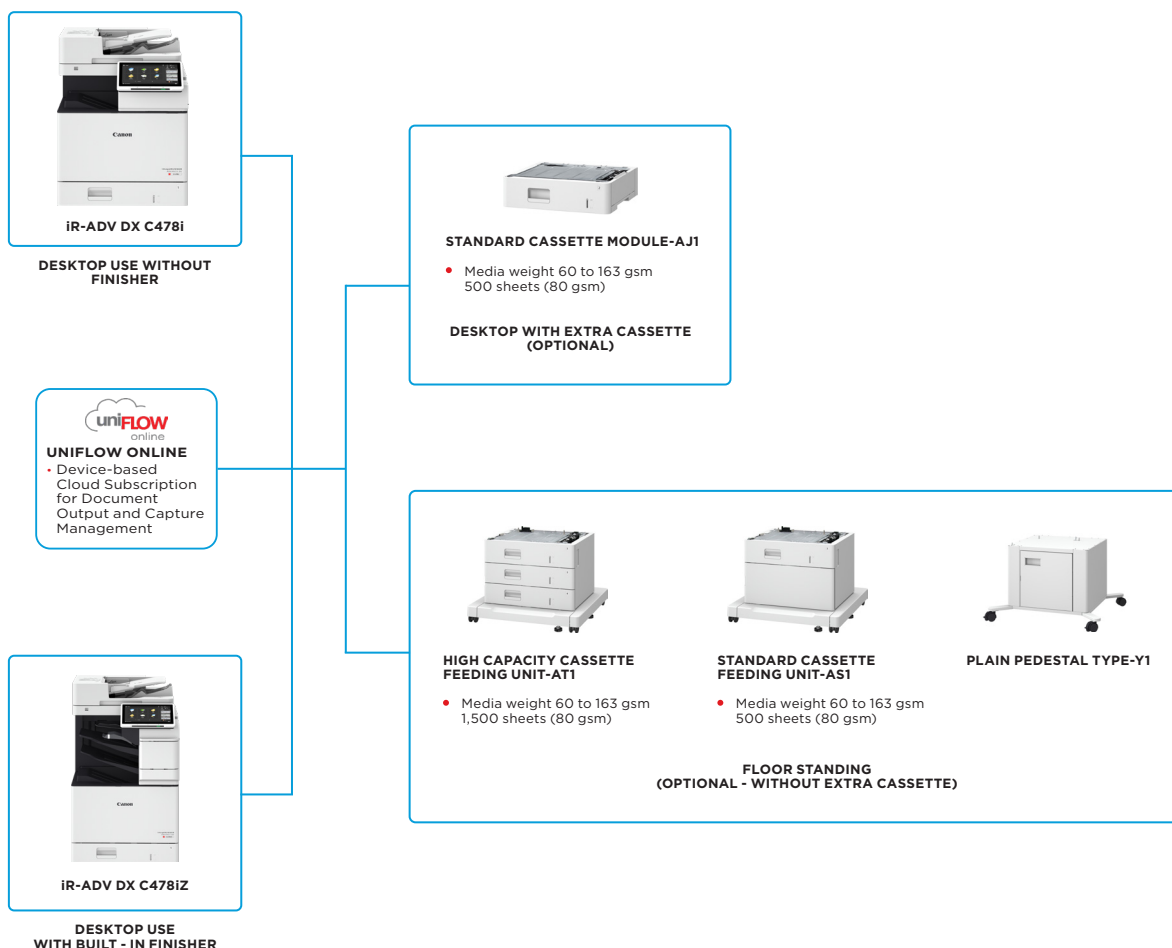 Canon
iR-ADV DX C478i
DESKTOP USE WITHOUT
FINISHER
STANDARD CASSETTE MODULE-AJ1
• Media weight 60 to 163 gsm
500 sheets (80 gsm)
DESKTOP WITH EXTRA CASSETTE
(OPTIONAL)
uniFLOW
online
UNIFLOW ONLINE
• Device-based
Cloud Subscription
for Document
Output and Capture
Management
HIGH CAPACITY CASSETTE
FEEDING UNIT-AT1
• Media weight 60 to 163 gsm
1,500 sheets (80 gsm)
STANDARD CASSETTE
FEEDING UNIT-AS1
• Media weight 60 to 163 gsm
500 sheets (80 gsm)
PLAIN PEDESTAL TYPE-Y1
FLOOR STANDING
(OPTIONAL - WITHOUT EXTRA CASSETTE)
Canon
iR-ADV DX C478iZ
DESKTOP USE
WITH BUILT - IN FINISHER